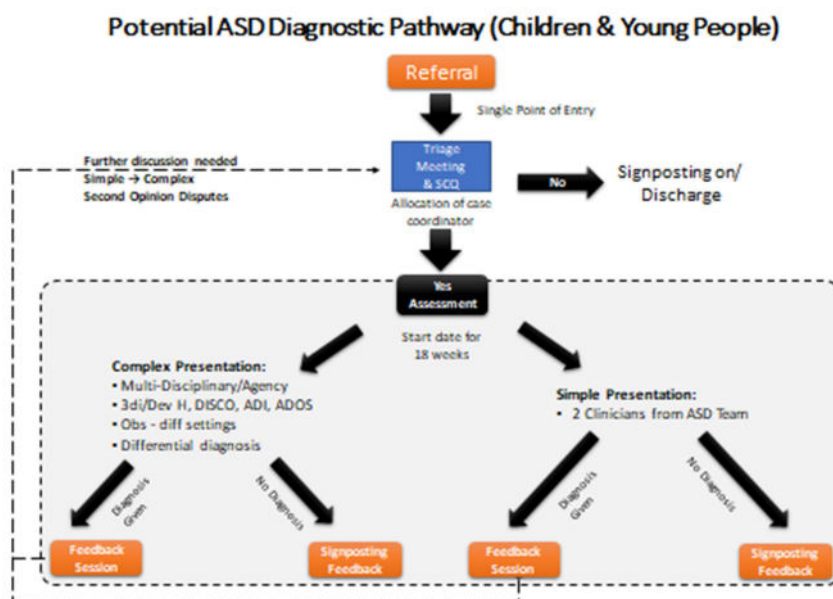 Potential ASD Diagnostic Pathway (Children & Young People)
Referral
Single Point of Entry
Further discussion needed
Simple → Complex
Second Opinion Disputes
Triage
Meeting
& SCQ
No
Signposting on/
Discharge
Allocation of case
coordinator
Yes
Assessment
Start date for
18 weeks
Complex Presentation:
▪ Multi-Disciplinary/Agency
▪ 3di/Dev H, DISCO, ADI, ADOS
▪ Obs - diff settings
▪ Differential diagnosis
Simple Presentation:
▪ 2 Clinicians from ASD Team
Diagnosis
Given
No Diagnosis
Diagnosis
Given
No Diagnosis
Feedback
Session
Signposting
Feedback
Feedback
Session
Signposting
Feedback